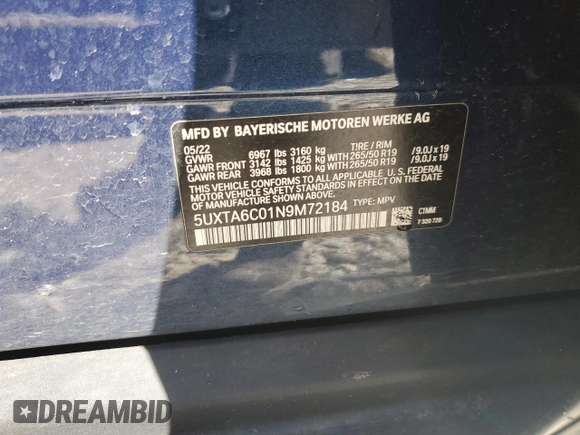 MFD BY BAYERISCHE MOTOREN WERKE AG
05/22 TIRE / RIM
GVWR 6967 lbs 3160 kg
GAWR FRONT 3142 lbs 1425 kg WITH 265/50 R19 /9.0J x 19
GAWR REAR 3968 lbs 1800 kg WITH 265/50 R19 /9.0J x 19
THIS VEHICLE CONFORMS TO ALL APPLICABLE U.S. FEDERAL
MOTOR VEHICLE SAFETY STANDARDS IN EFFECT ON THE DATE
OF MANUFACTURE SHOWN ABOVE.
5UXTA6C01N9M72184 TYPE: MPV
CTMM
DREAMBID